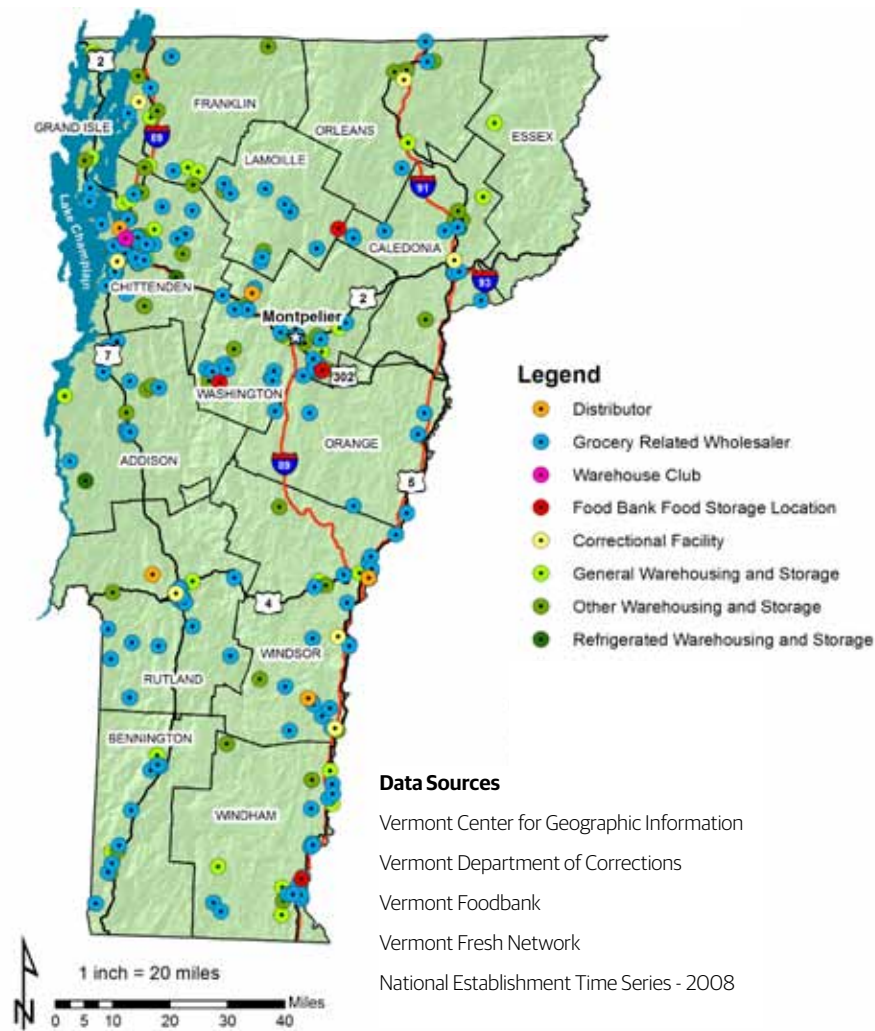 2
FRANKLIN
GRAND ISLE
ORLEANS
ESSEX
89
LAMOILLE
91
Lake Champlain
CALEDONIA
93
CHITTENDEN
2
Montpelier
7
302
WASHINGTON
ORANGE
89
ADDISON
5
4
WINDSOR
RUTLAND
BENNINGTON
WINDHAM
Legend
Distributor
Grocery Related Wholesaler
Warehouse Club
Food Bank Food Storage Location
Correctional Facility
General Warehousing and Storage
Other Warehousing and Storage
Refrigerated Warehousing and Storage
Data Sources
Vermont Center for Geographic Information
Vermont Department of Corrections
Vermont Foodbank
Vermont Fresh Network
National Establishment Time Series - 2008
N
1 inch = 20 miles
Miles
0 5 10 20 30 40